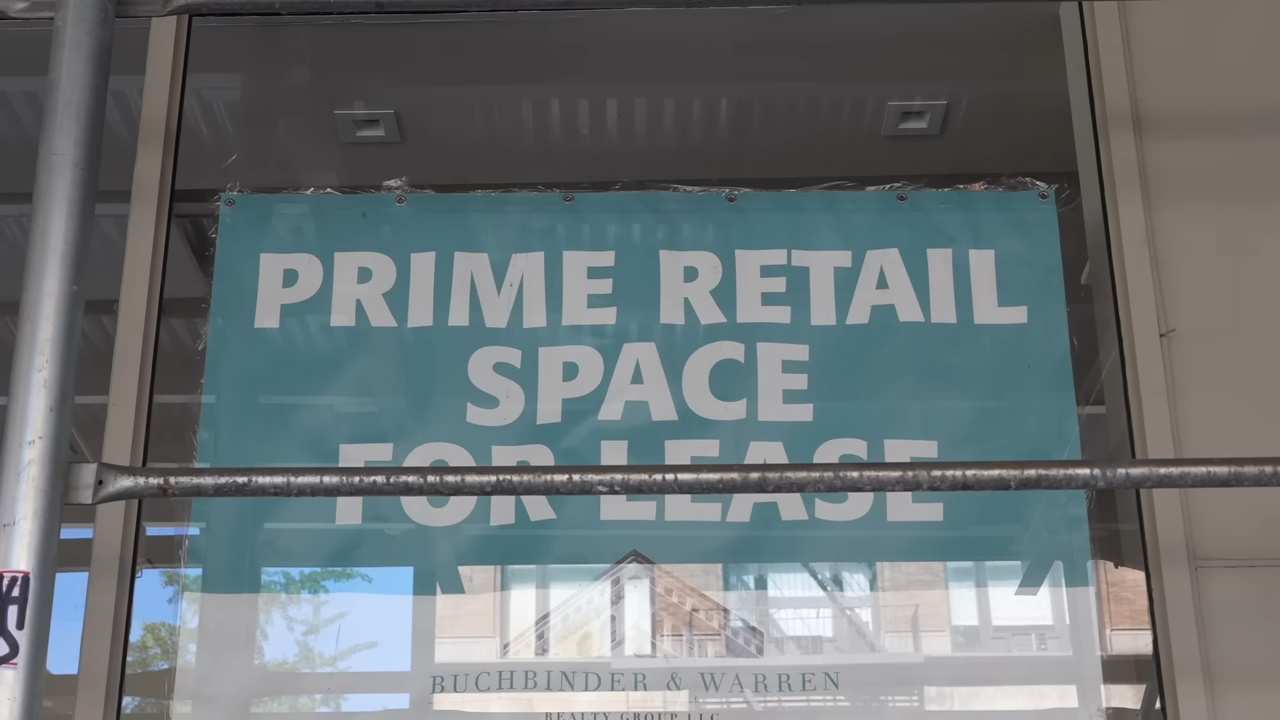 PRIME RETAIL
SPACE
FOR LEASE
BUCHBINDER & WARREN
REALTY GROUP LLC